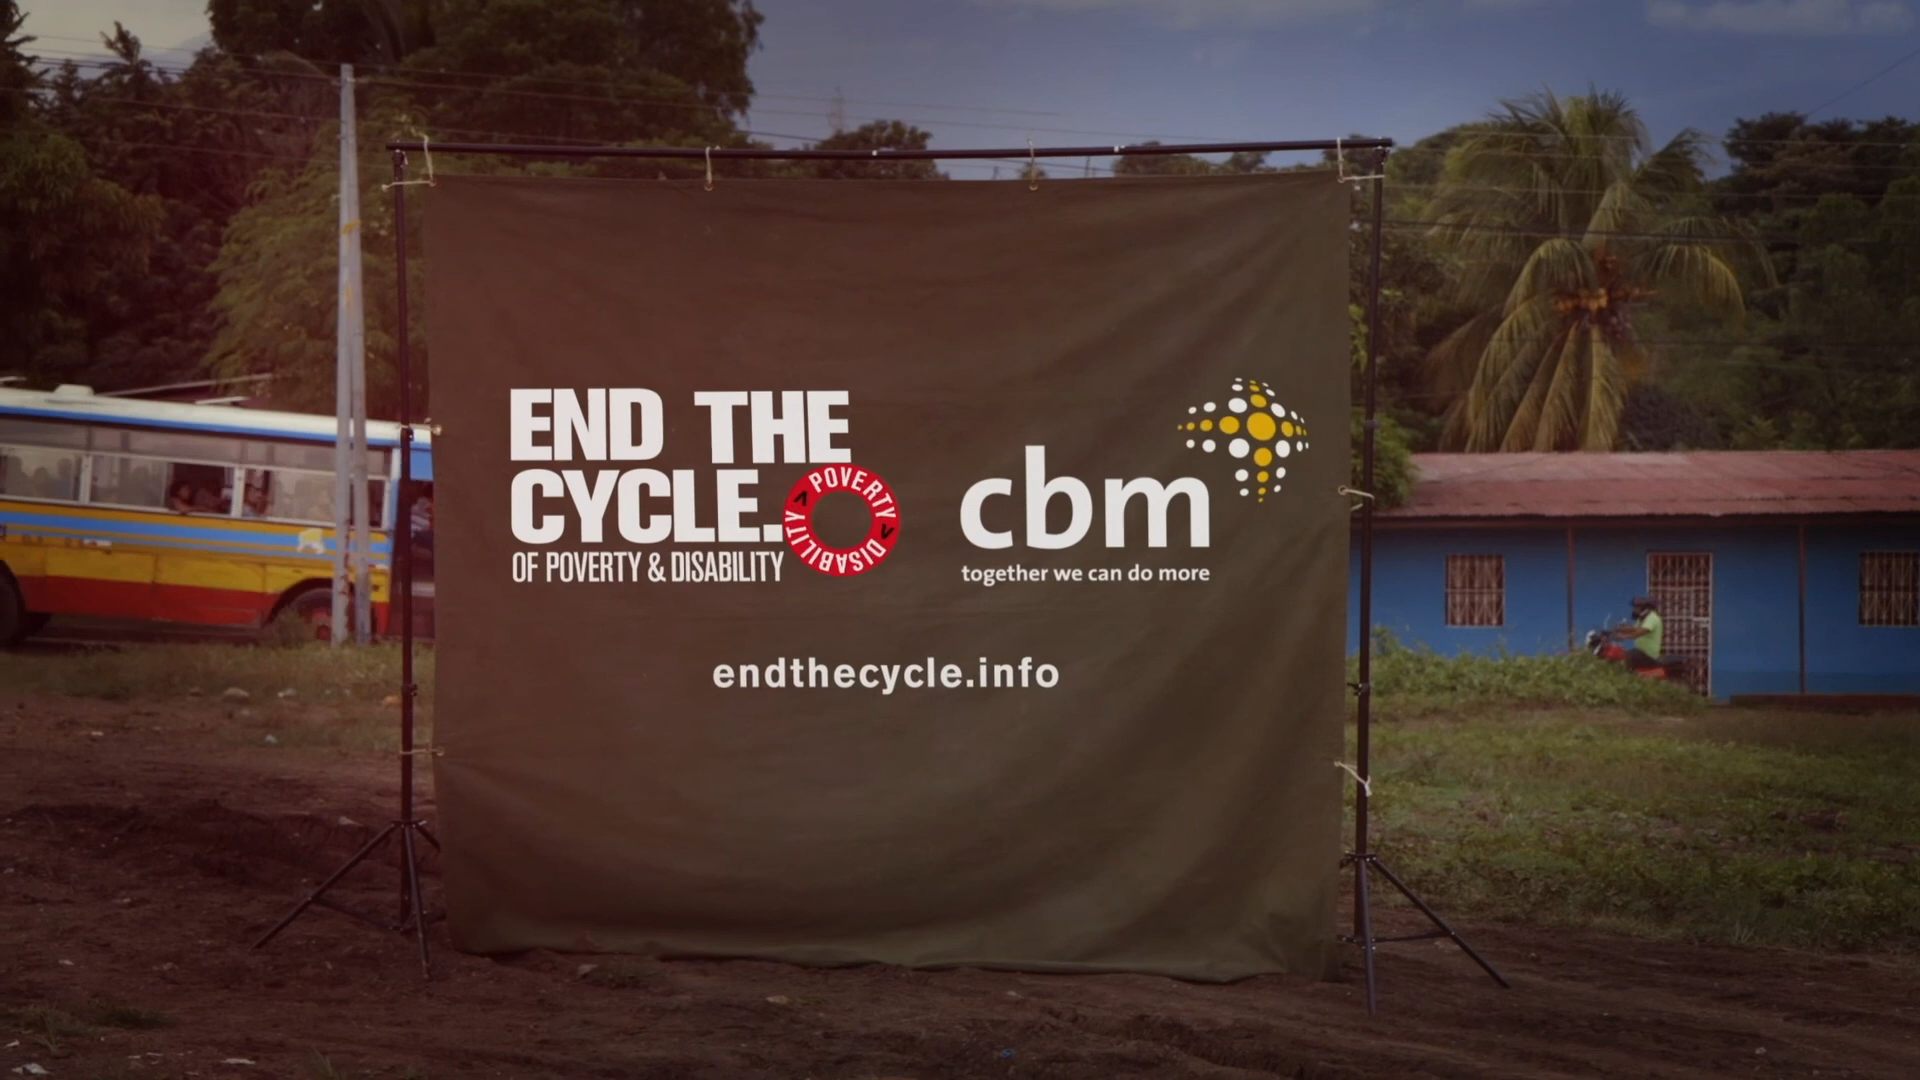 END THE
CYCLE.
OF POVERTY & DISABILITY
POVERTY > DISABILITY >
cbm
together we can do more
endthecycle.info